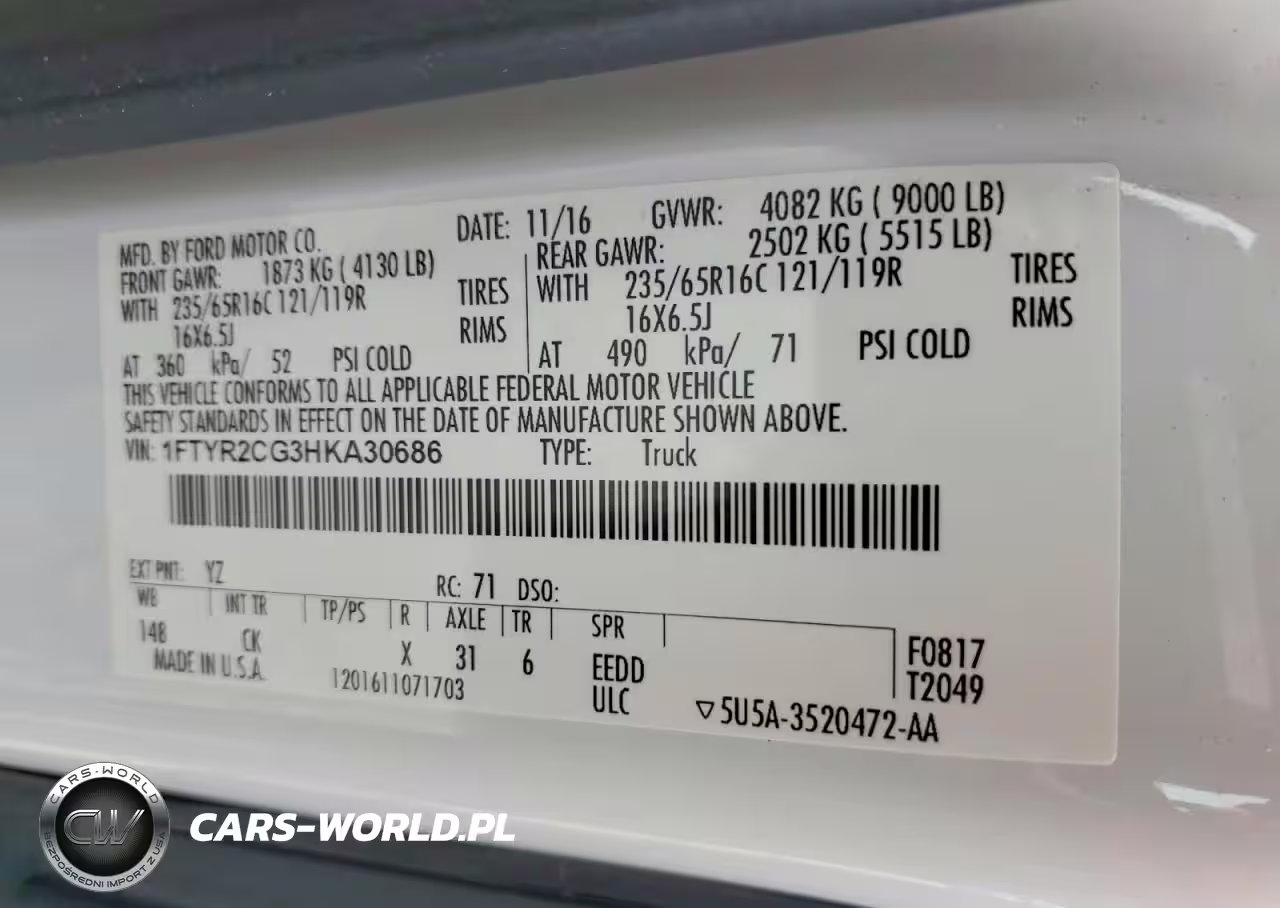 MFD. BY FORD MOTOR CO. DATE: 11/16 GVWR: 4082 KG ( 9000 LB)
FRONT GAWR: 1873 KG ( 4130 LB) REAR GAWR: 2502 KG ( 5515 LB)
WITH 235/65R16C 121/119R TIRES WITH 235/65R16C 121/119R TIRES
16X6.5J RIMS 16X6.5J RIMS
AT 360 kPa/ 52 PSI COLD AT 490 kPa/ 71 PSI COLD
THIS VEHICLE CONFORMS TO ALL APPLICABLE FEDERAL MOTOR VEHICLE
SAFETY STANDARDS IN EFFECT ON THE DATE OF MANUFACTURE SHOWN ABOVE.
VIN: 1FTYR2CG3HKA30686 TYPE: Truck
EXT PNT: YZ RC: 71 DSO:
WB INT TR TP/PS R AXLE TR SPR
148 CK X 31 6 EEDD F0817
MADE IN U.S.A. 1201611071703 ULC T2049
▽5U5A-3520472-AA
CARS-WORLD
CW
BEZPOŚREDNI IMPORT Z USA
CARS-WORLD.PL